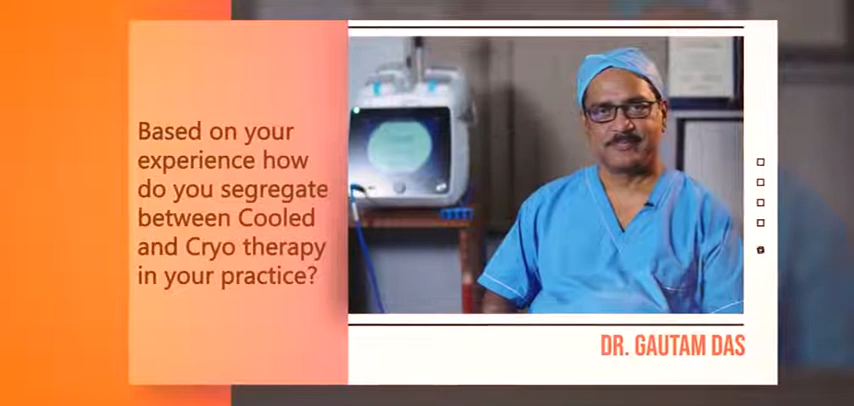 Based on your
experience how
do you segregate
between Cooled
and Cryo therapy
in your practice?
DR. GAUTAM DAS